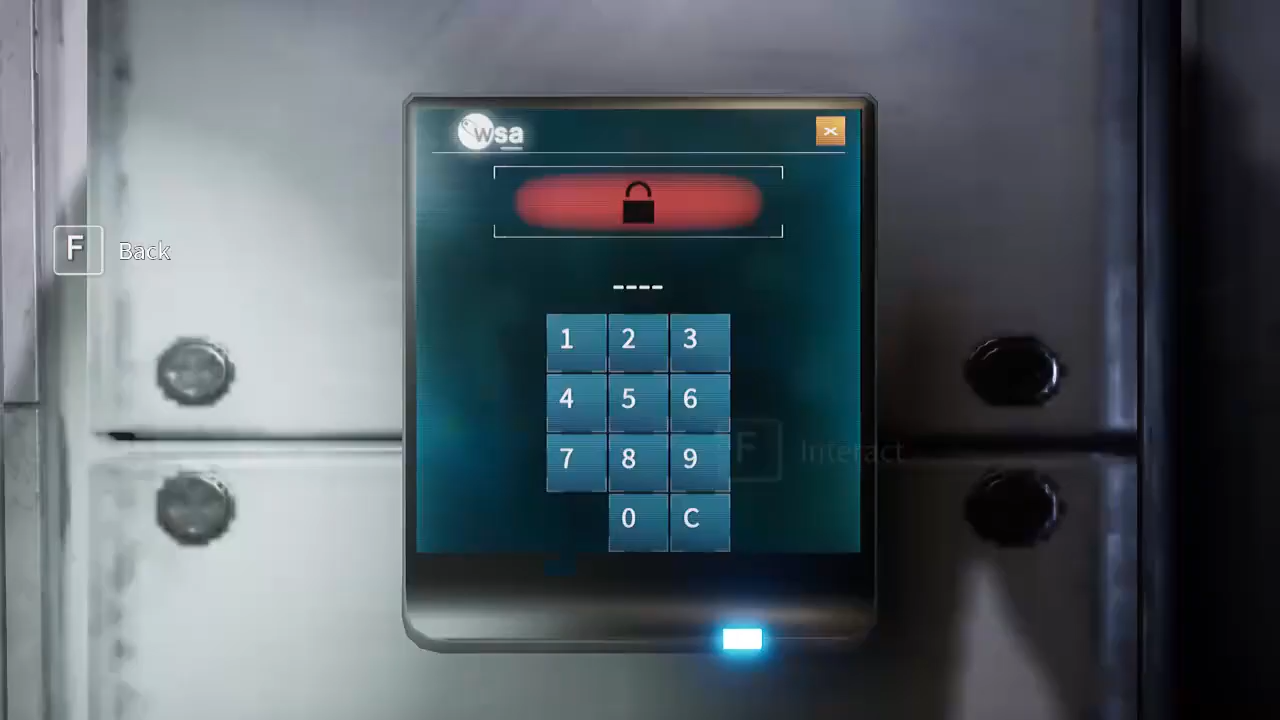 wsa
×
F Back
----
1 2 3
4 5 6
7 8 9
F Interact
0 C